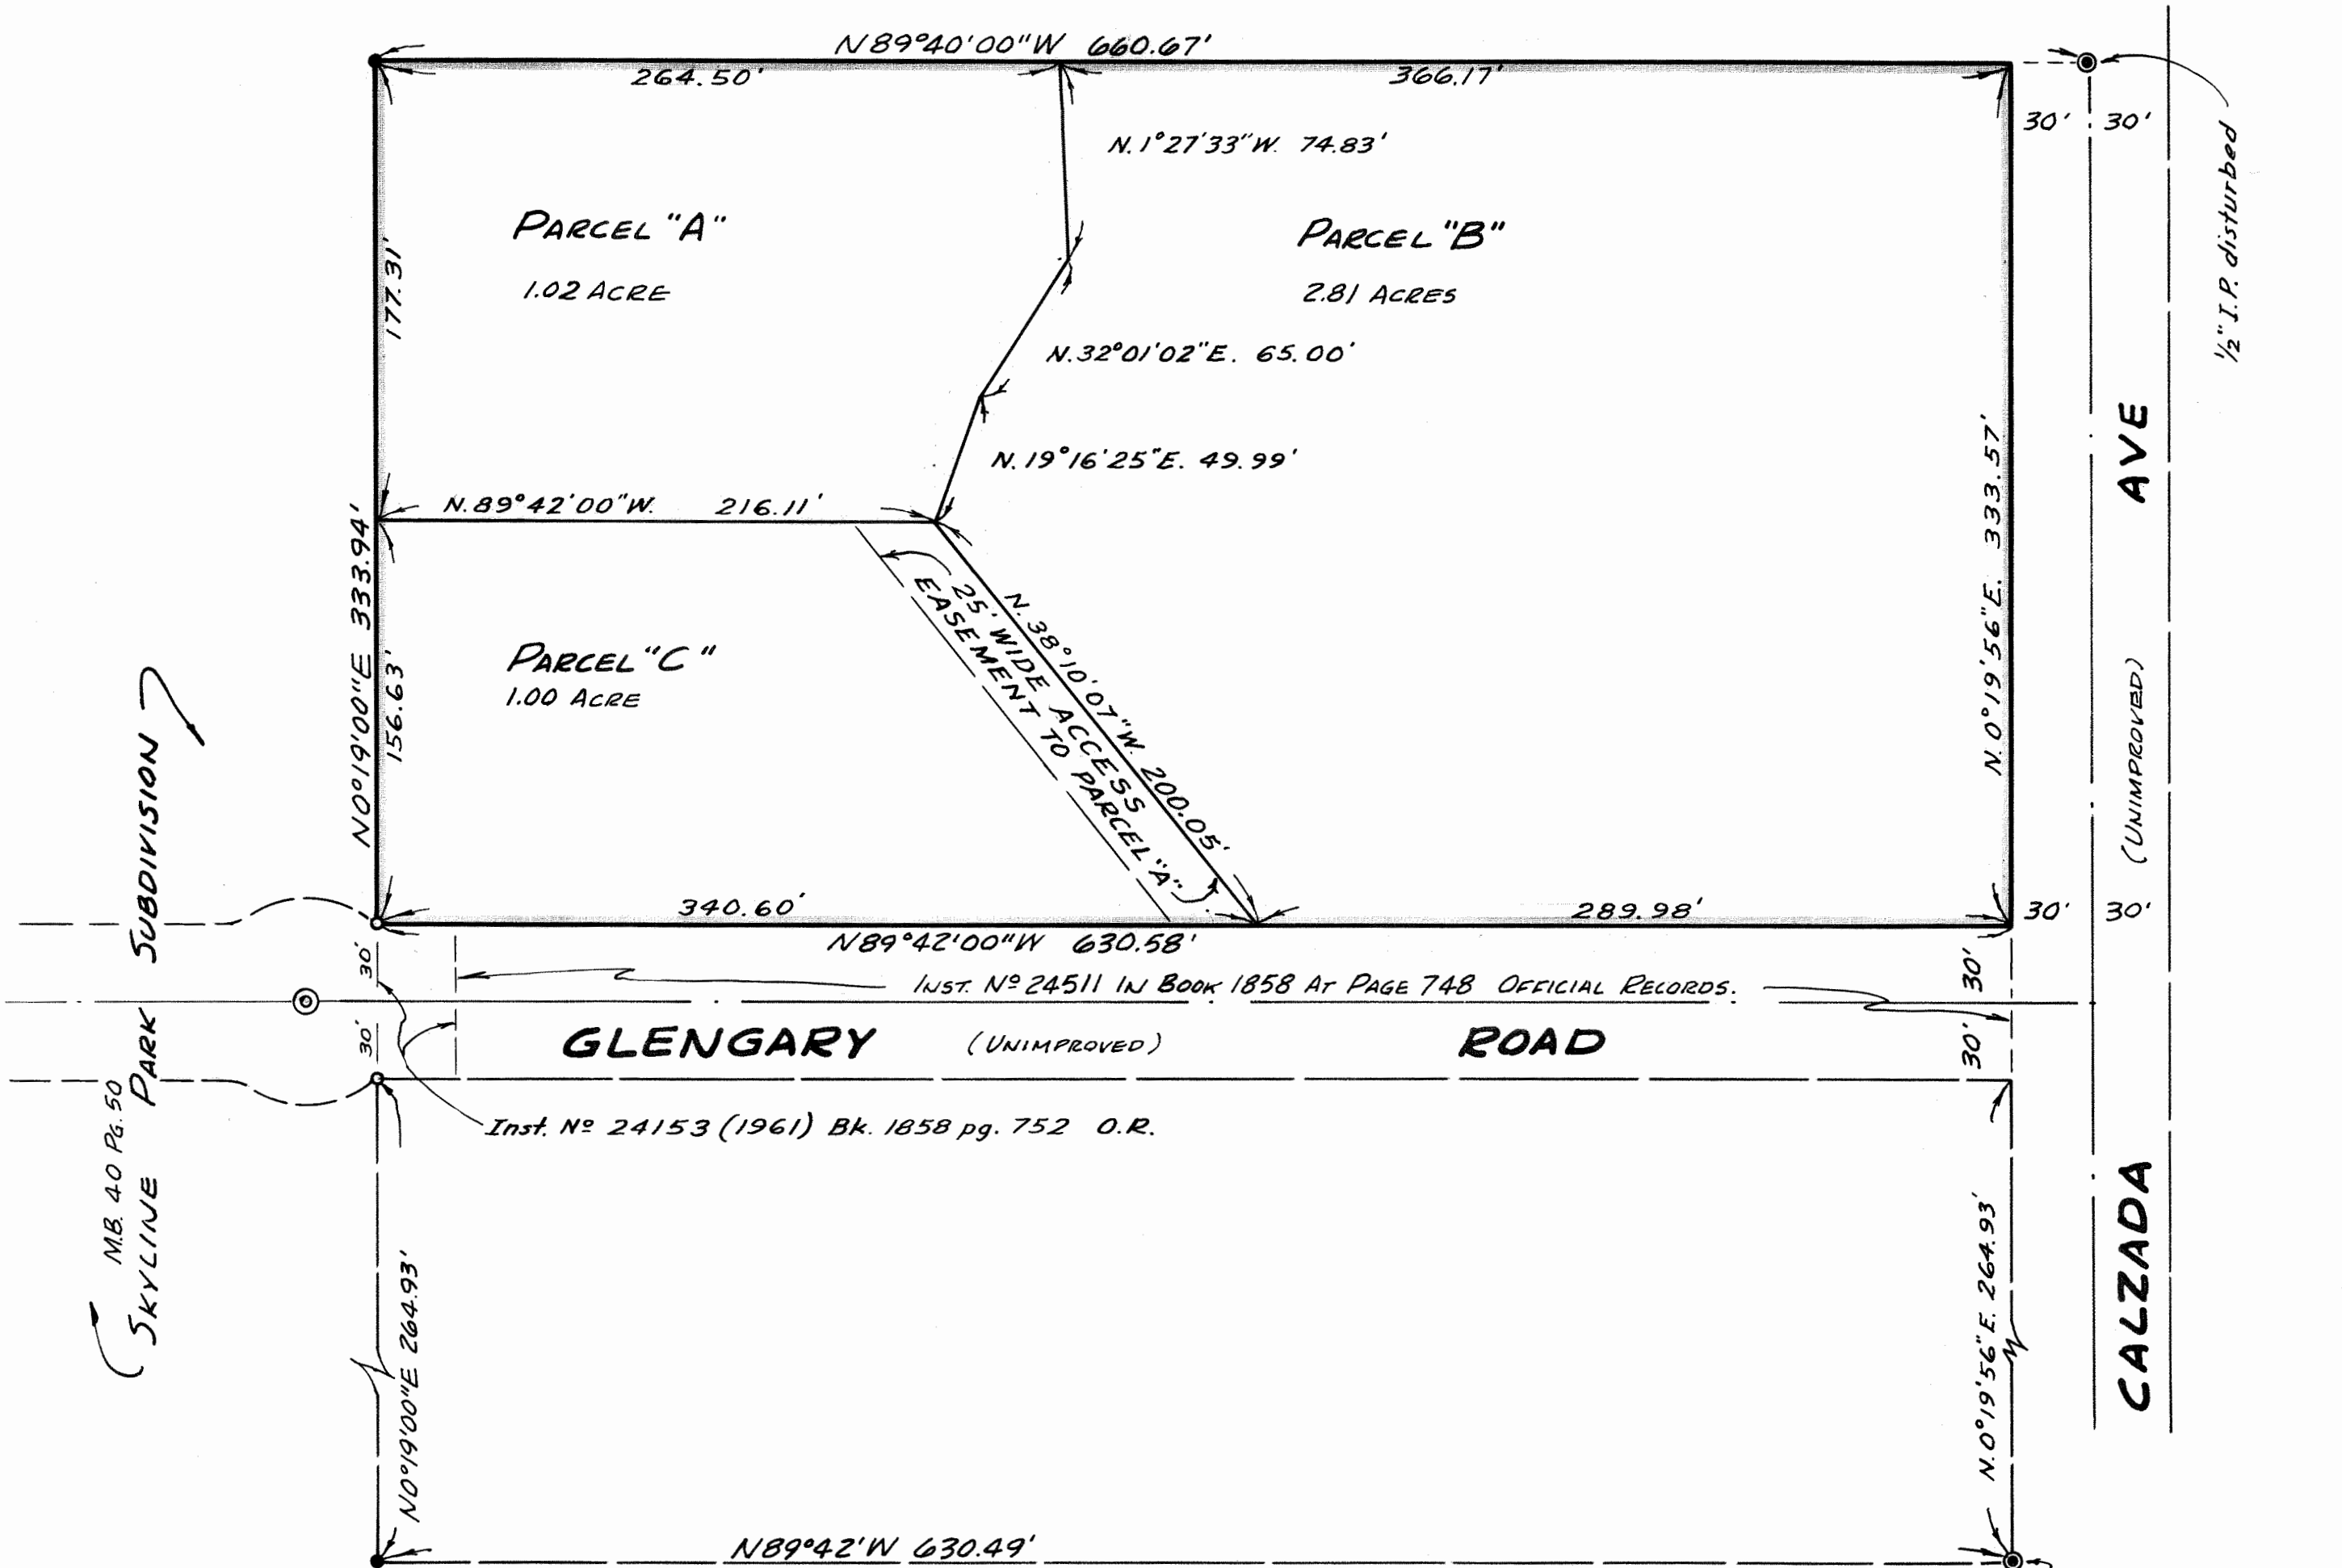 N89°40'00"W 660.67'
264.50'
366.17'
30' 30'
1/2" I.P. disturbed
N. 1°27'33"W. 74.83'
PARCEL "A"
1.02 ACRE
PARCEL "B"
2.81 ACRES
177.31'
N. 32°01'02"E. 65.00'
N. 19°16'25"E. 49.99'
N. 89°42'00"W. 216.11'
N0°19'00"E 333.94'
156.63'
PARCEL "C"
1.00 ACRE
25' WIDE ACCESS
EASEMENT TO PARCEL "A"
N. 38°10'07"W. 200.05'
N. 0°19'56"E. 333.57'
CALZADA (UNIMPROVED) AVE
340.60'
289.98'
30' 30'
N89°42'00"W 630.58'
30'
30'
INST. Nº 24511 IN BOOK 1858 AT PAGE 748 OFFICIAL RECORDS.
30'
30'
GLENGARY (UNIMPROVED) ROAD
Inst. Nº 24153 (1961) Bk. 1858 pg. 752 O.R.
M.B. 40 PG. 50
SKYLINE PARK SUBDIVISION
N0°19'00"E 264.93'
N. 0°19'56"E. 264.93'
N89°42'W 630.49'